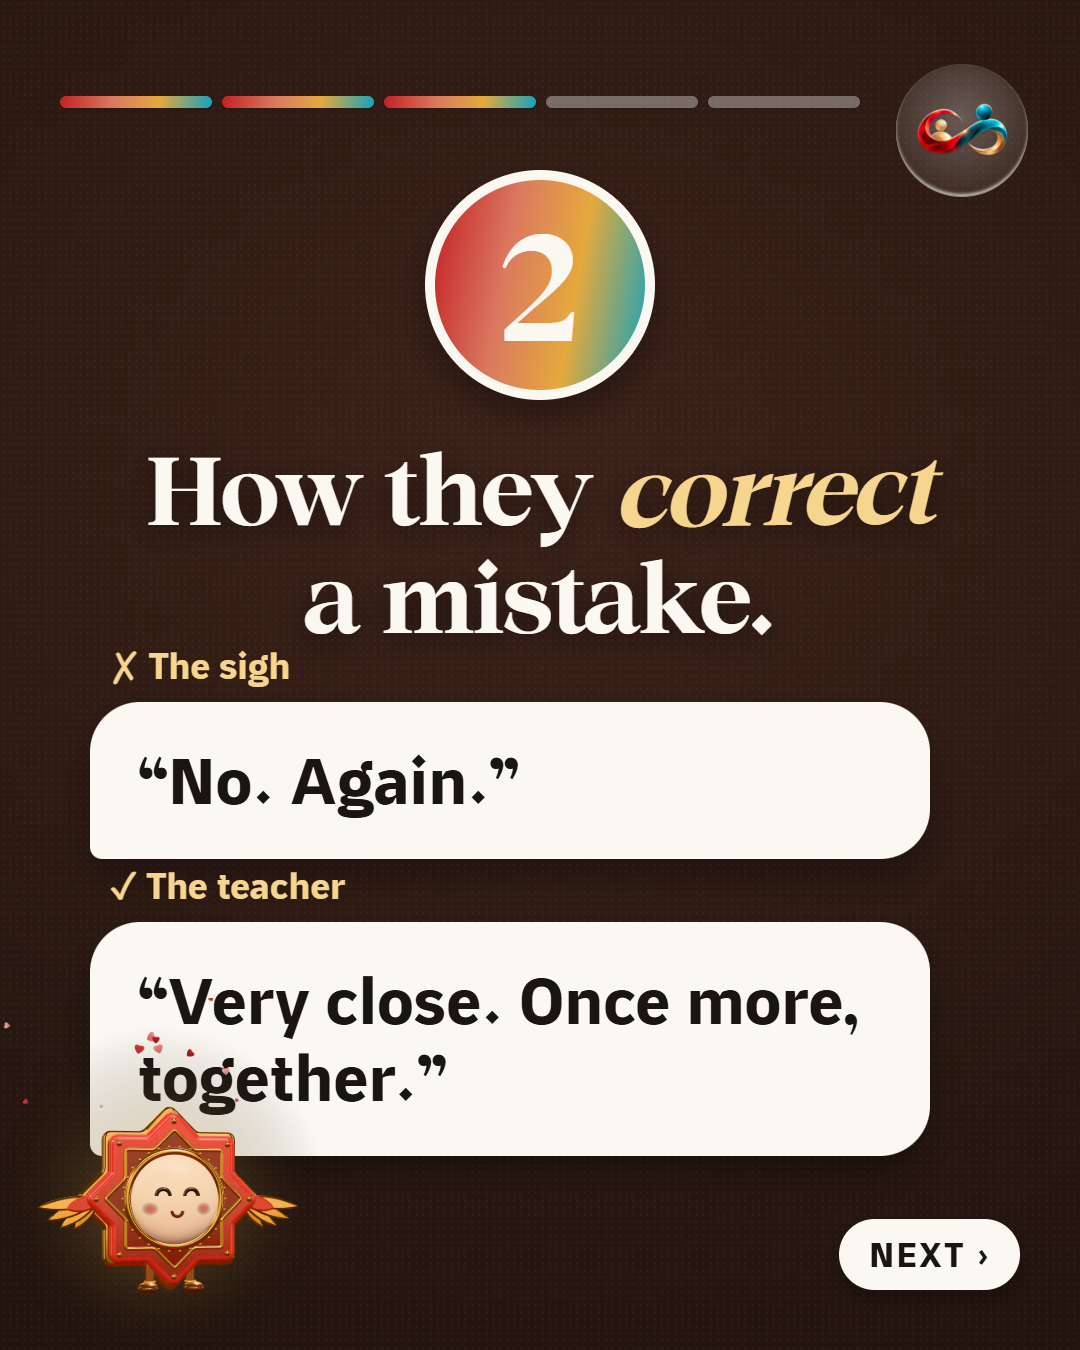 2
How they correct
a mistake.
✗ The sigh
“No. Again.”
✓ The teacher
“Very close. Once more,
together.”
NEXT ›